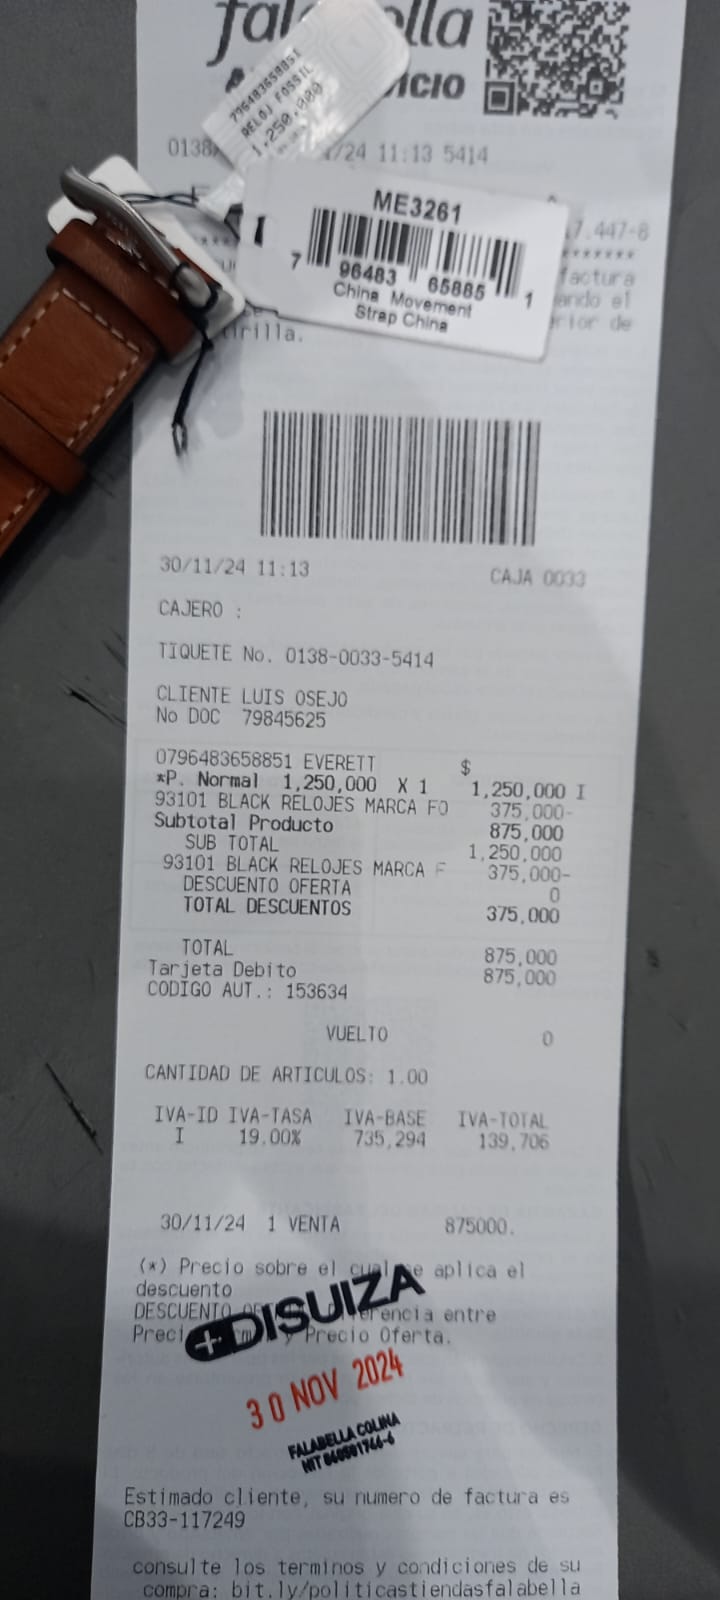 796483658851
RELOJ FOSSIL
1,250,000
0138
/24 11:13 5414
ME3261
7 96483 65885 1
China Movement
Strap China
7.447-8
*******
factura
ando el
rior de
tirilla.
30/11/24 11:13 CAJA 0033
CAJERO :
TIQUETE No. 0138-0033-5414
CLIENTE LUIS OSEJO
No DOC 79845625
0796483658851 EVERETT $
*P. Normal 1,250,000 X 1 1,250,000 I
93101 BLACK RELOJES MARCA FO 375,000-
Subtotal Producto 875,000
SUB TOTAL 1,250,000
93101 BLACK RELOJES MARCA F 375,000-
DESCUENTO OFERTA 0
TOTAL DESCUENTOS 375,000
TOTAL 875,000
Tarjeta Debito 875,000
CODIGO AUT.: 153634
VUELTO 0
CANTIDAD DE ARTICULOS: 1.00
IVA-ID IVA-TASA IVA-BASE IVA-TOTAL
I 19.00% 735,294 139,706
30/11/24 1 VENTA 875000.
(*) Precio sobre el cual se aplica el
descuento
DESCUENTO erencia entre
Preci y Precio Oferta.
DISUIZA
30 NOV 2024
FALABELLA COLINA
NIT
Estimado cliente, su numero de factura es
CB33-117249
consulte los terminos y condiciones de su
compra: bit.ly/politicastiendasfalabella